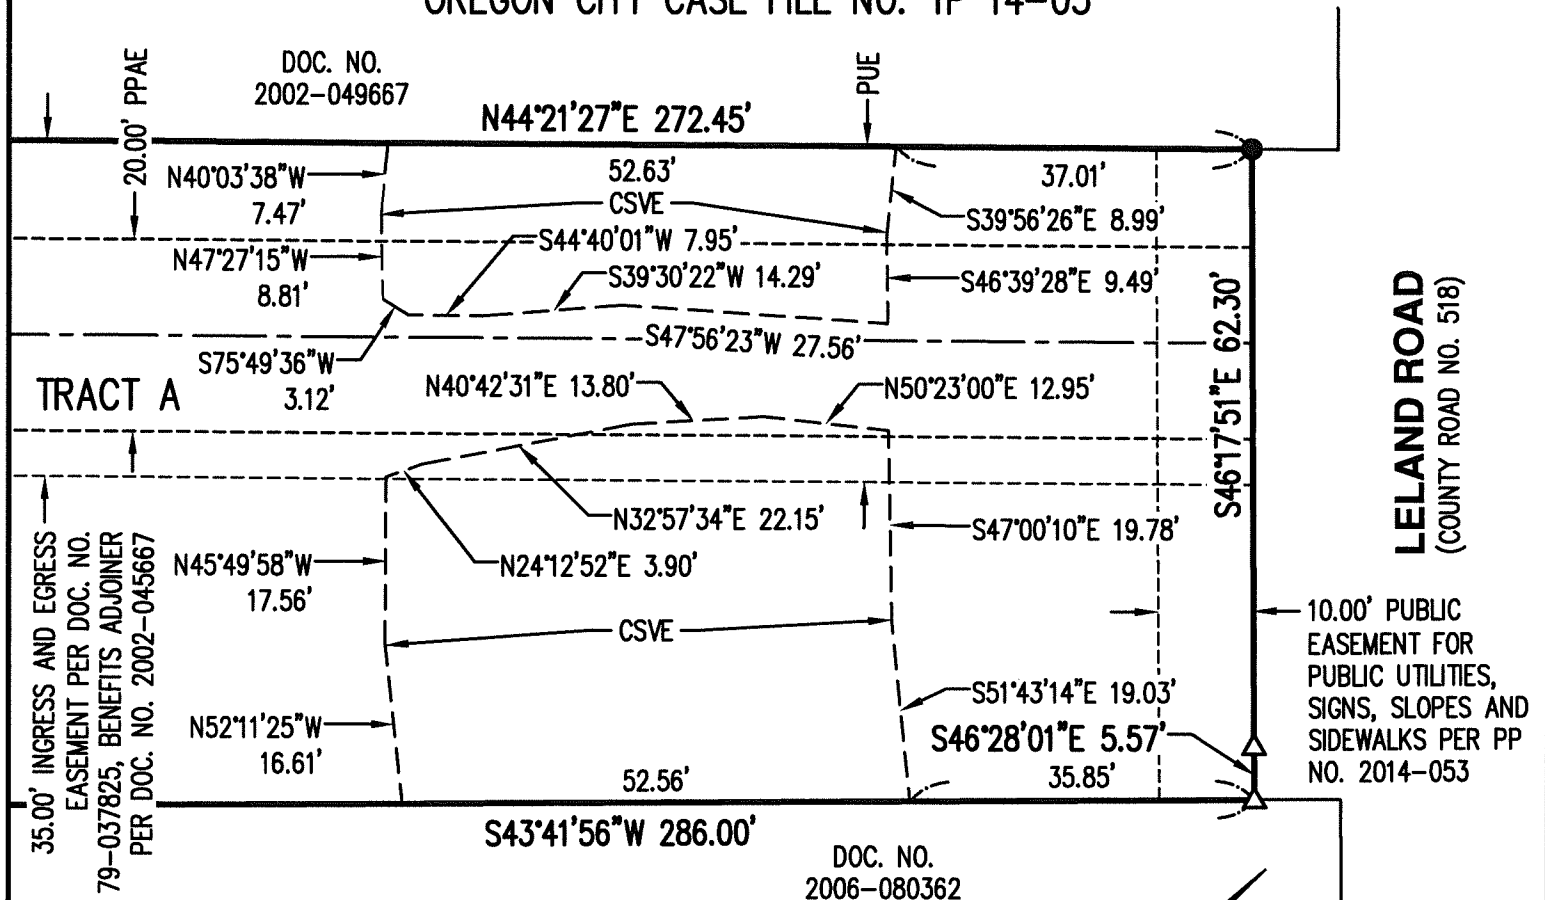 OREGON CITY CASE FILE NO. TP 14-05
DOC. NO.
2002-049667
20.00' PPAE
PUE
N44°21'27"E 272.45'
N40°03'38"W
7.47'
52.63'
CSVE
37.01'
S39°56'26"E 8.99'
N47°27'15"W
8.81'
S44°40'01"W 7.95'
S39°30'22"W 14.29'
S46°39'28"E 9.49'
S47°56'23"W 27.56'
S75°49'36"W
3.12'
TRACT A
N40°42'31"E 13.80'
N50°23'00"E 12.95'
S46°17'51"E 62.30'
LELAND ROAD
(COUNTY ROAD NO. 518)
N32°57'34"E 22.15'
N24°12'52"E 3.90'
S47°00'10"E 19.78'
N45°49'58"W
17.56'
CSVE
35.00' INGRESS AND EGRESS
EASEMENT PER DOC. NO.
79-037825, BENEFITS ADJOINER
PER DOC. NO. 2002-045667
10.00' PUBLIC
EASEMENT FOR
PUBLIC UTILITIES,
SIGNS, SLOPES AND
SIDEWALKS PER PP
NO. 2014-053
N52°11'25"W
16.61'
S51°43'14"E 19.03'
S46°28'01"E 5.57'
52.56'
35.85'
S43°41'56"W 286.00'
DOC. NO.
2006-080362